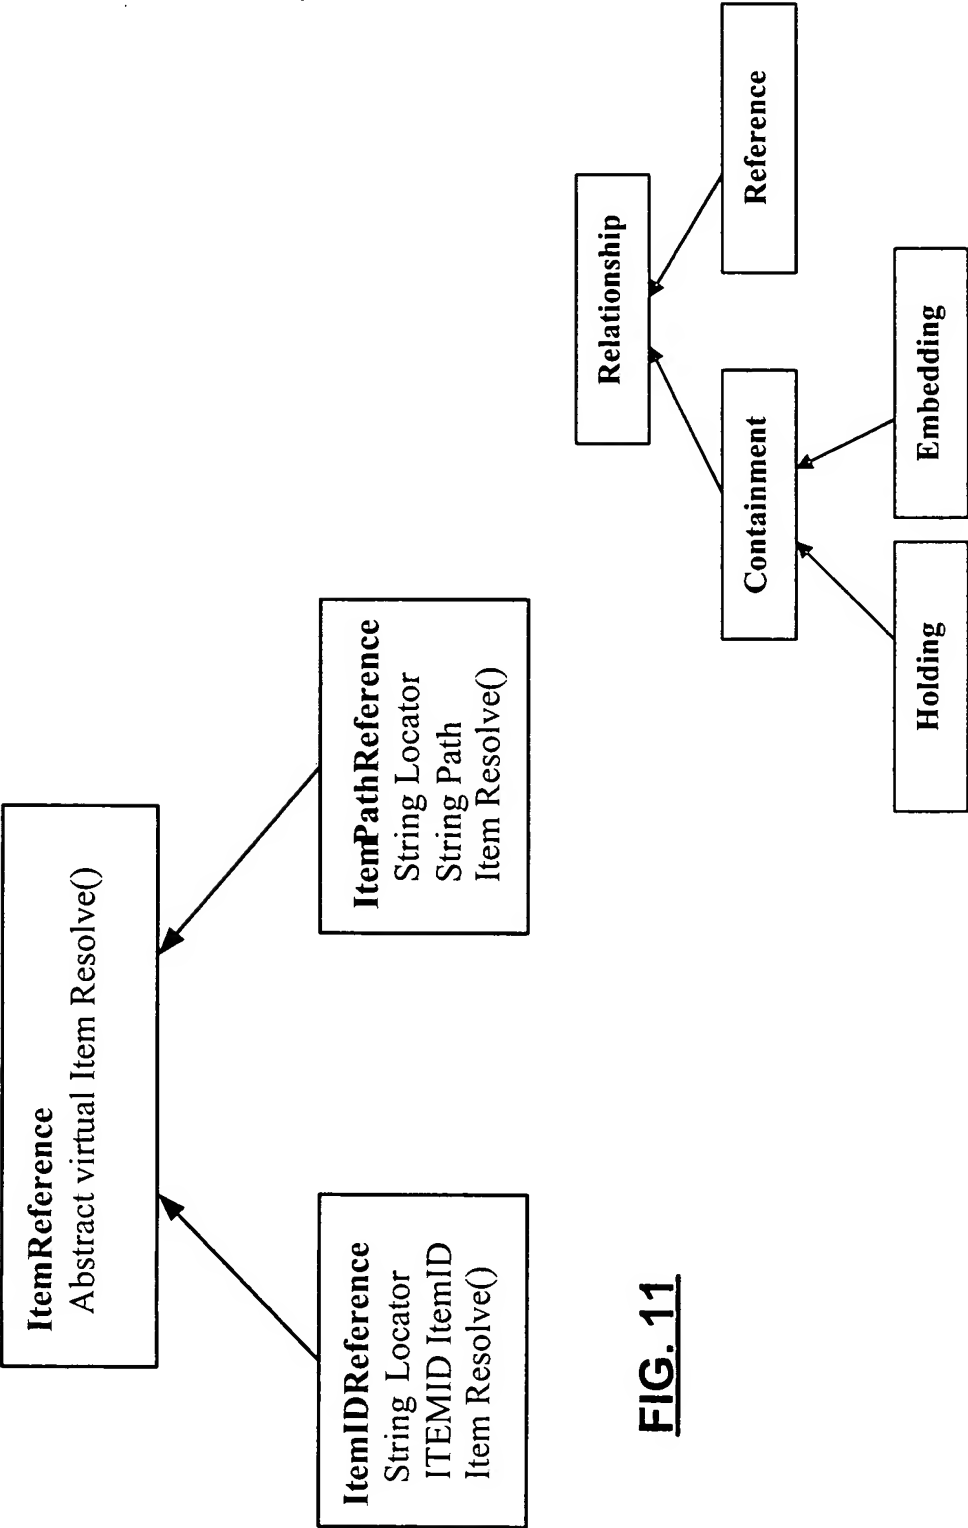 ItemReference
Abstract virtual Item Resolve()
ItemIDReference
String Locator
ITEMID ItemID
Item Resolve()
ItemPathReference
String Locator
String Path
Item Resolve()
Relationship
Containment
Reference
Holding
Embedding
FIG. 11